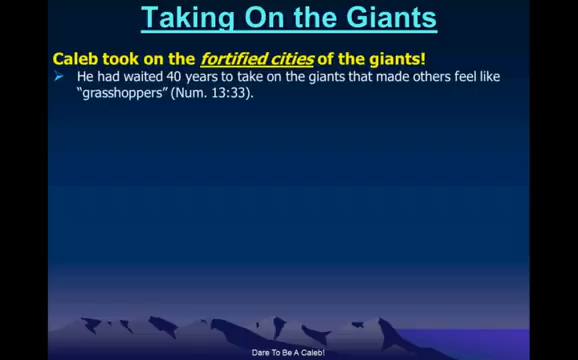 Taking On the Giants
Caleb took on the fortified cities of the giants!
He had waited 40 years to take on the giants that made others feel like
“grasshoppers” (Num. 13:33).
Dare To Be A Caleb!